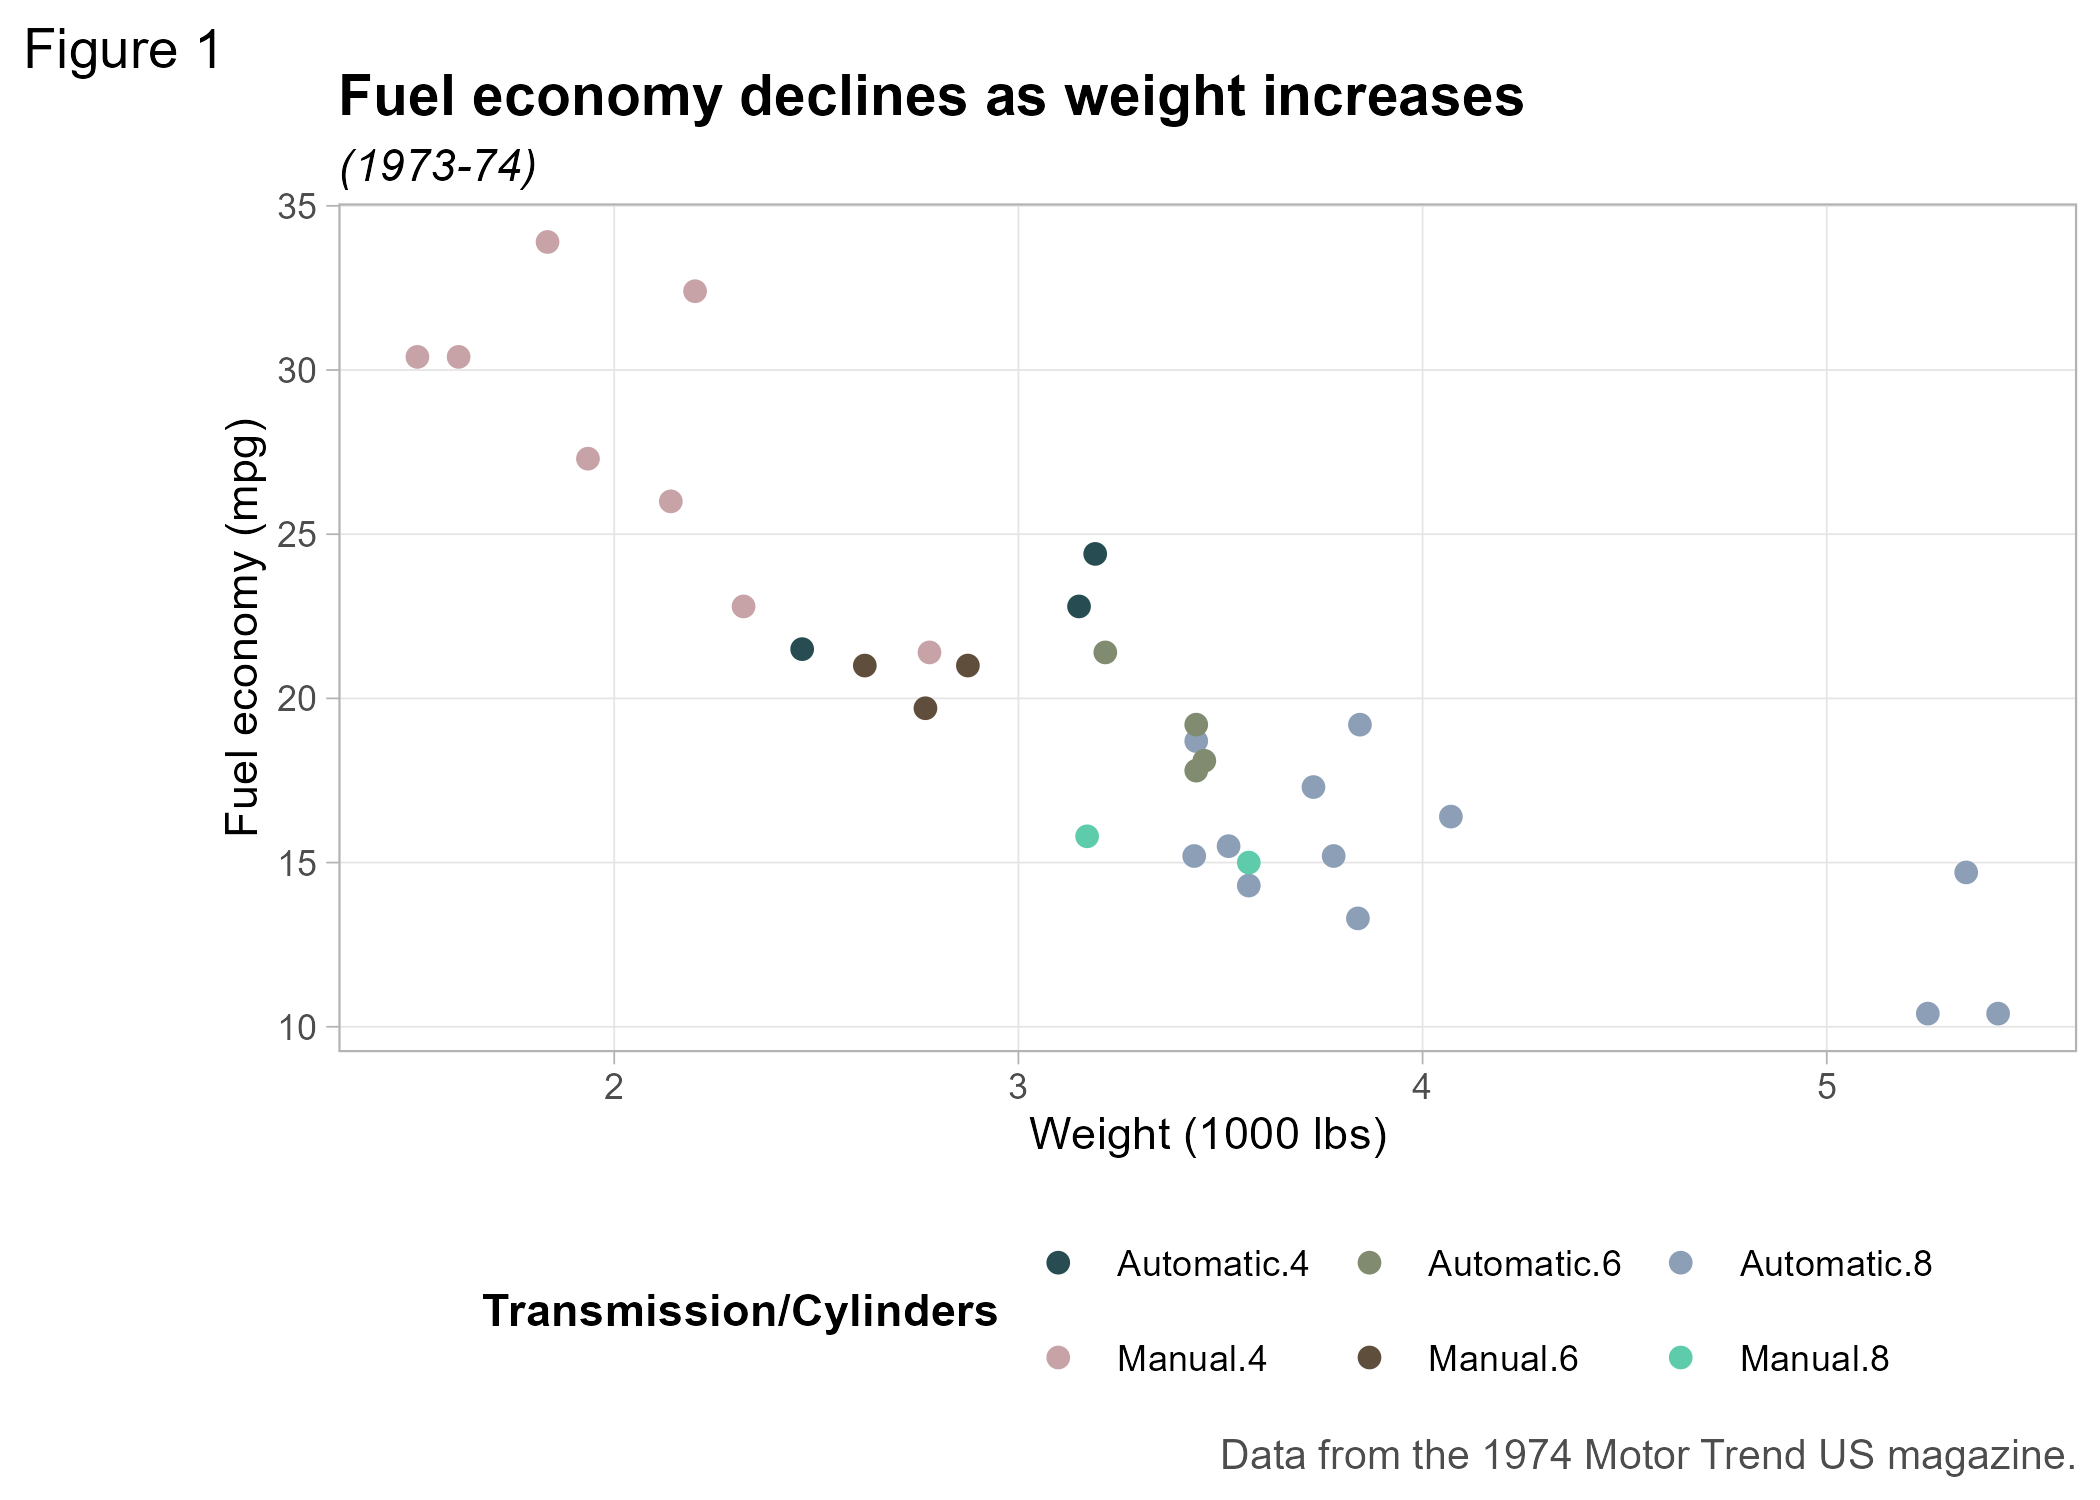 Figure 1
Fuel economy declines as weight increases
(1973-74)
35
30
25
20
15
10
Fuel economy (mpg)
2 3 4 5
Weight (1000 lbs)
Transmission/Cylinders
Automatic.4 Automatic.6 Automatic.8
Manual.4 Manual.6 Manual.8
Data from the 1974 Motor Trend US magazine.